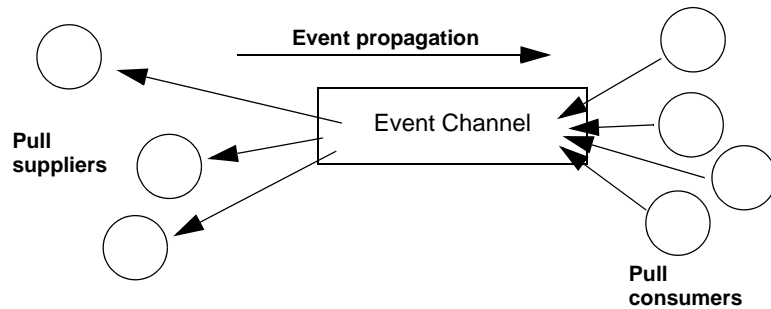 Event propagation
Event Channel
Pull
suppliers
Pull
consumers